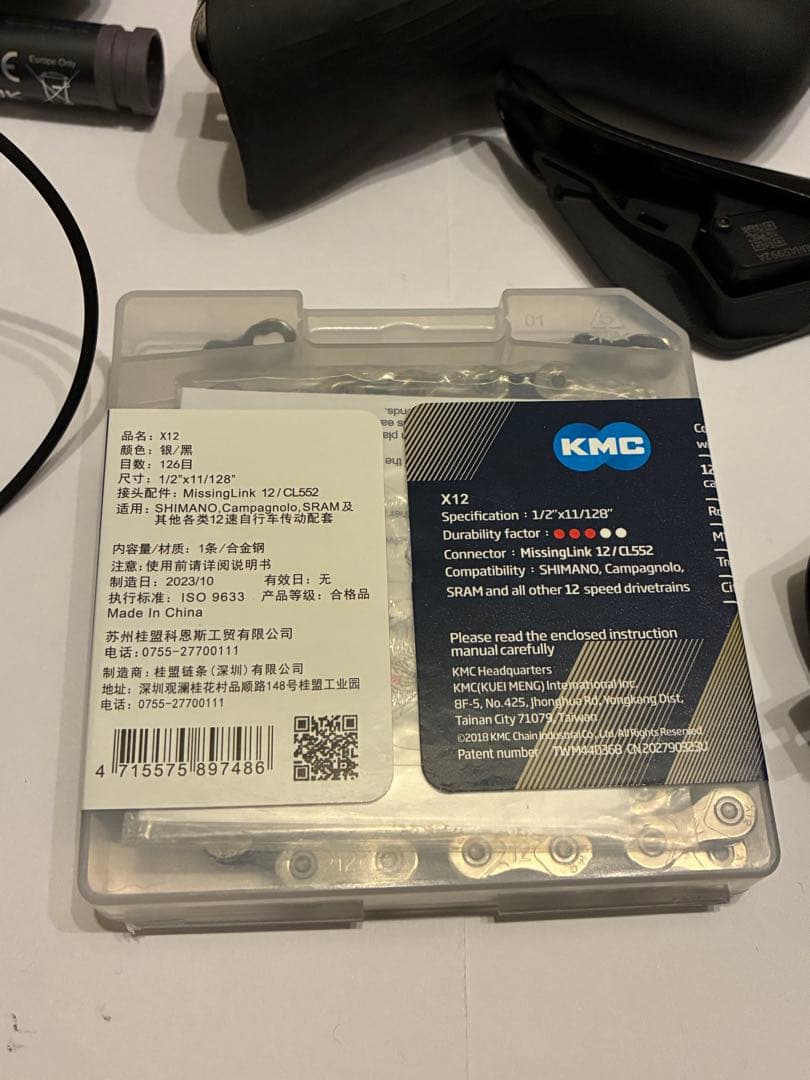 Europe Only
01
品名：X12
颜色：银/黑
目数：126目
尺寸：1/2"x11/128"
接头配件：MissingLink 12/CL552
适用：SHIMANO,Campagnolo,SRAM及
其他各类12速自行车传动配套
内容量/材质：1条/合金钢
注意:使用前请详阅说明书
制造日：2023/10 有效日：无
执行标准：ISO 9633 产品等级：合格品
Made In China
苏州桂盟科恩斯工贸有限公司
电话:0755-27700111
制造商:桂盟链条(深圳)有限公司
地址：深圳观澜桂花村品顺路148号桂盟工业园
电话：0755-27700111
4 715575 897486
KMC
X12
Specification : 1/2"x11/128"
Durability factor :
Connector : MissingLink 12/CL552
Compatibility : SHIMANO, Campagnolo,
SRAM and all other 12 speed drivetrains
Please read the enclosed instruction
manual carefully
KMC Headquarters
KMC(KUEI MENG) International Inc.
8F-5, No.425, Jhonghua Rd, Yongkang Dist,
Tainan City 71079, Taiwan
©2018 KMC Chain Industrial Co., Ltd. All Rights Reserved.
Patent number TWM440368 CN202790323U
12
X12